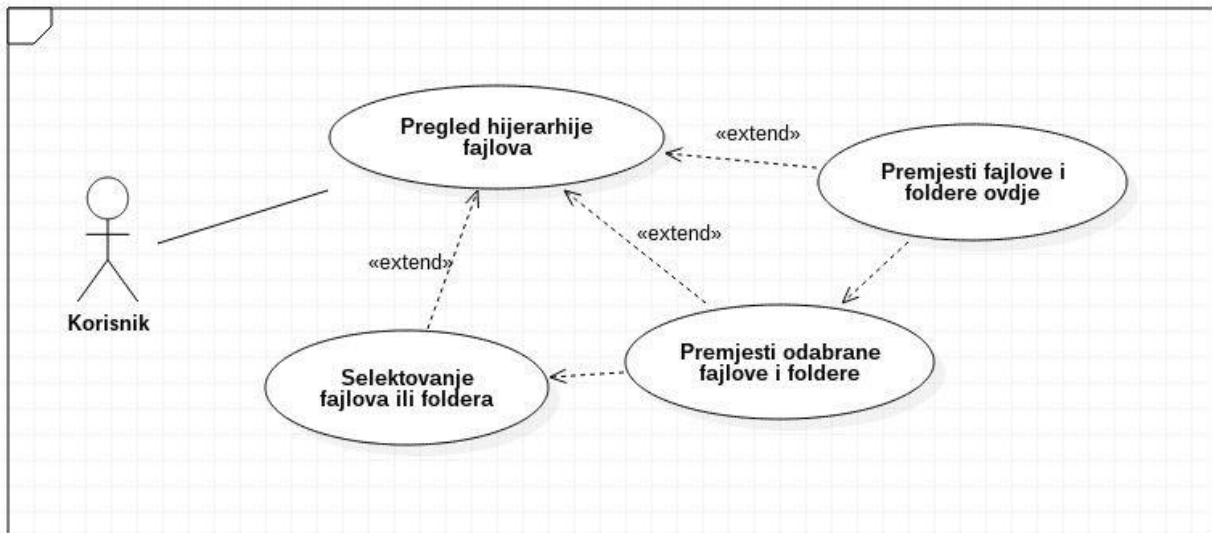 Pregled hijerarhije
fajlova
«extend»
Premjesti fajlove i
foldere ovdje
«extend»
«extend»
Korisnik
Selektovanje
fajlova ili foldera
Premjesti odabrane
fajlove i foldere